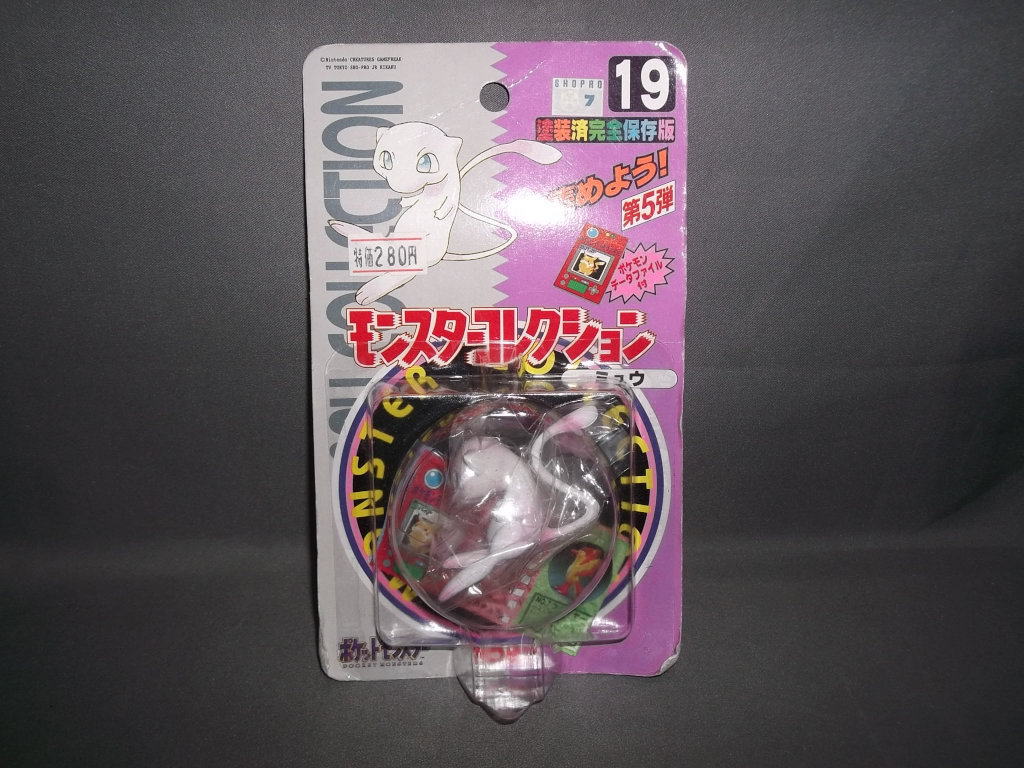 ©Nintendo CREATURES GAMEFREAK
TV TOKYO SHO-PRO JR KIKAKU
SHOPRO
7
19
塗装済完全保存版
めよう!
第5弾
ポケモン
データファイル
付
特価280円
モンスターコレクション
ミュウ
MONSTER
CTIO
ポケットモンスター
POCKET MONSTERS